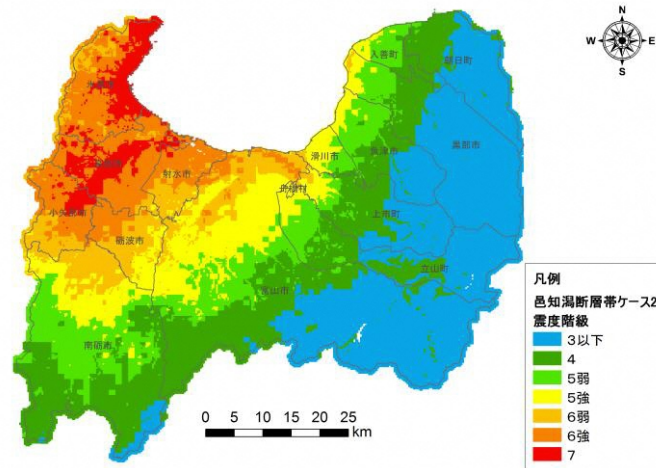 N
W E
S
入善町
朝日町
黒部市
魚津市
滑川市
射水市
舟橋村
上市町
小矢部市
砺波市
立山町
富山市
南砺市
凡例
邑知潟断層帯ケース2
震度階級
3以下
4
5弱
5強
6弱
6強
7
0 5 10 15 20 25
km